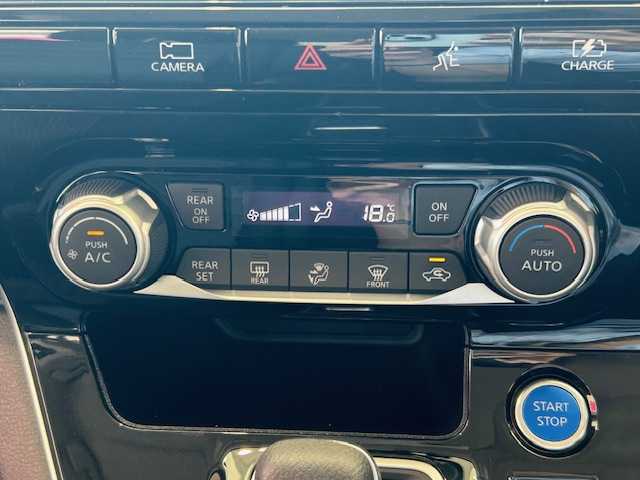 CAMERA
CHARGE
REAR
ON
OFF
18.0
°C
ON
OFF
PUSH
A/C
REAR
SET
REAR
FRONT
PUSH
AUTO
START
STOP